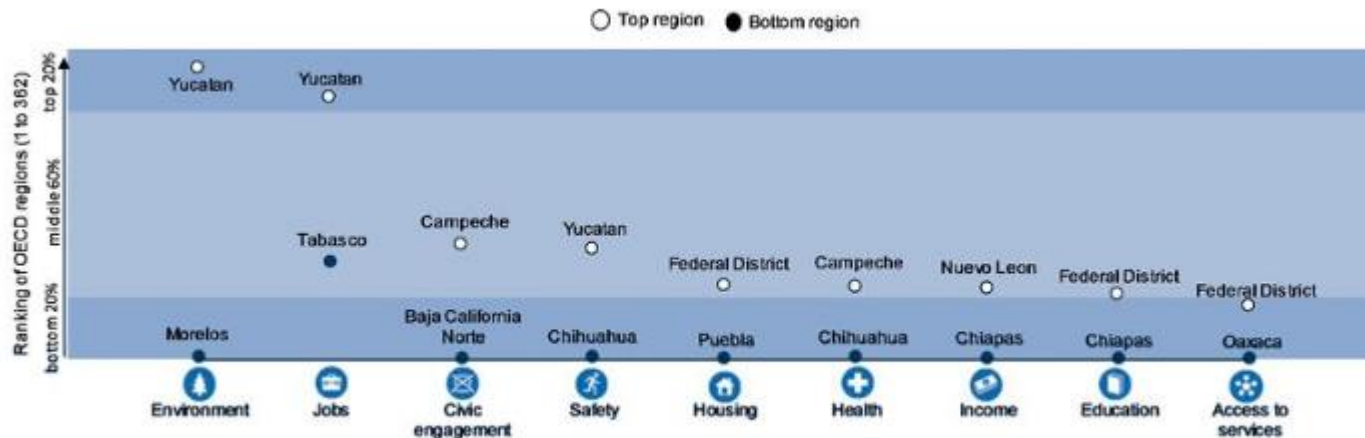 Top region Bottom region
Ranking of OECD regions (1 to 362)
top 20%
middle 60%
bottom 20%
Yucatan
Yucatan
Tabasco
Campeche
Yucatan
Federal District
Campeche
Nuevo Leon
Federal District
Federal District
Morelos
Baja California
Norte
Chihuahua
Puebla
Chihuahua
Chiapas
Chiapas
Oaxaca
Environment
Jobs
Civic
engagement
Safety
Housing
Health
Income
Education
Access to
services